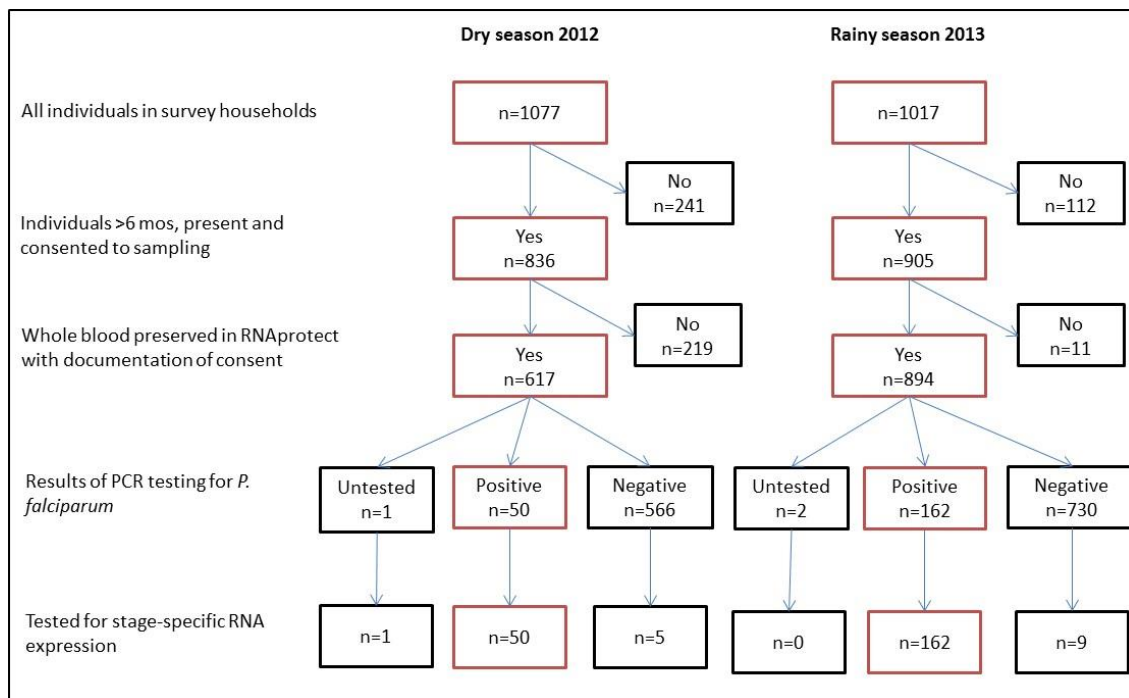 Dry season 2012
Rainy season 2013
All individuals in survey households
n=1077
n=1017
No
n=241
No
n=112
Individuals >6 mos, present and
consented to sampling
Yes
n=836
Yes
n=905
Whole blood preserved in RNAprotect
with documentation of consent
No
n=219
No
n=11
Yes
n=617
Yes
n=894
Results of PCR testing for P.
falciparum
Untested
n=1
Positive
n=50
Negative
n=566
Untested
n=2
Positive
n=162
Negative
n=730
Tested for stage-specific RNA
expression
n=1
n=50
n=5
n=0
n=162
n=9